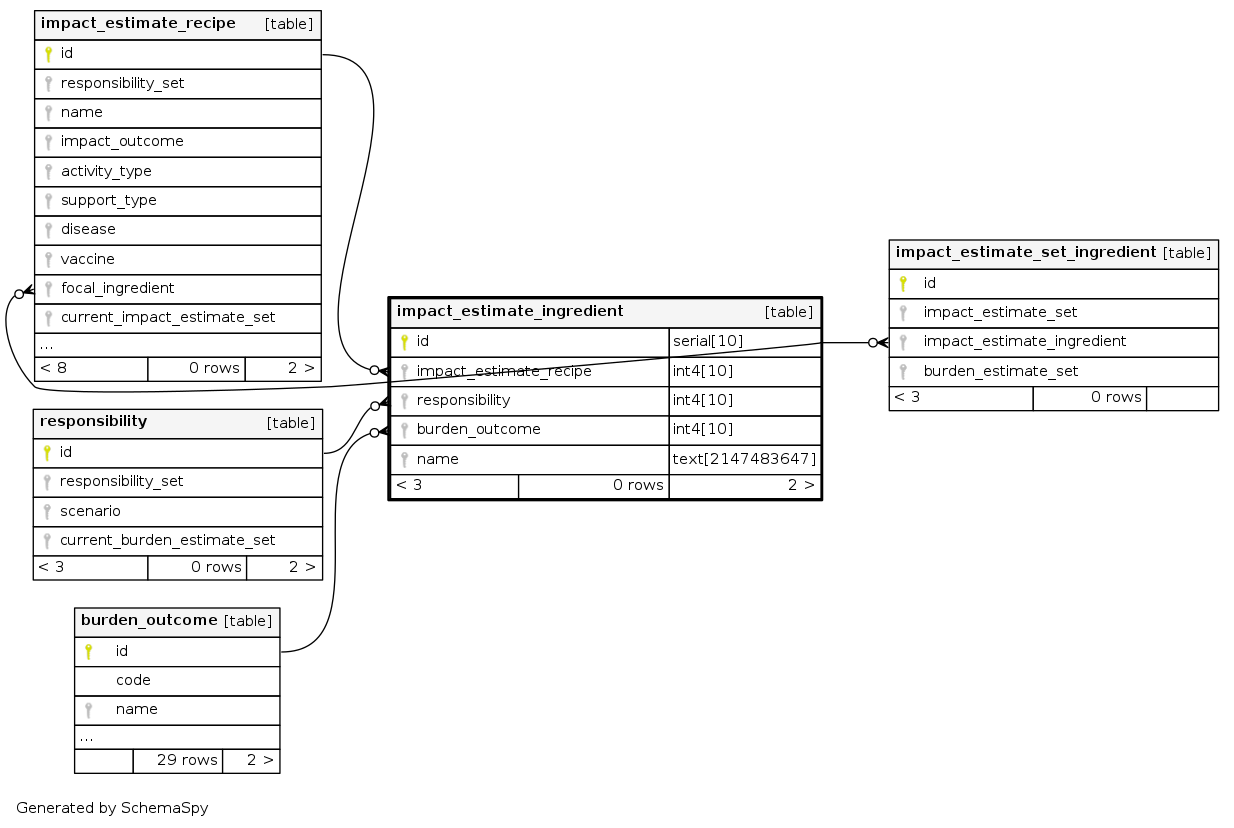 impact_estimate_recipe [table]
id
responsibility_set
name
impact_outcome
activity_type
support_type
disease
vaccine
focal_ingredient
current_impact_estimate_set
...
< 8 0 rows 2 >
responsibility [table]
id
responsibility_set
scenario
current_burden_estimate_set
< 3 0 rows 2 >
burden_outcome [table]
id
code
name
...
29 rows 2 >
impact_estimate_ingredient [table]
id serial[10]
impact_estimate_recipe int4[10]
responsibility int4[10]
burden_outcome int4[10]
name text[2147483647]
< 3 0 rows 2 >
impact_estimate_set_ingredient [table]
id
impact_estimate_set
impact_estimate_ingredient
burden_estimate_set
< 3 0 rows
Generated by SchemaSpy